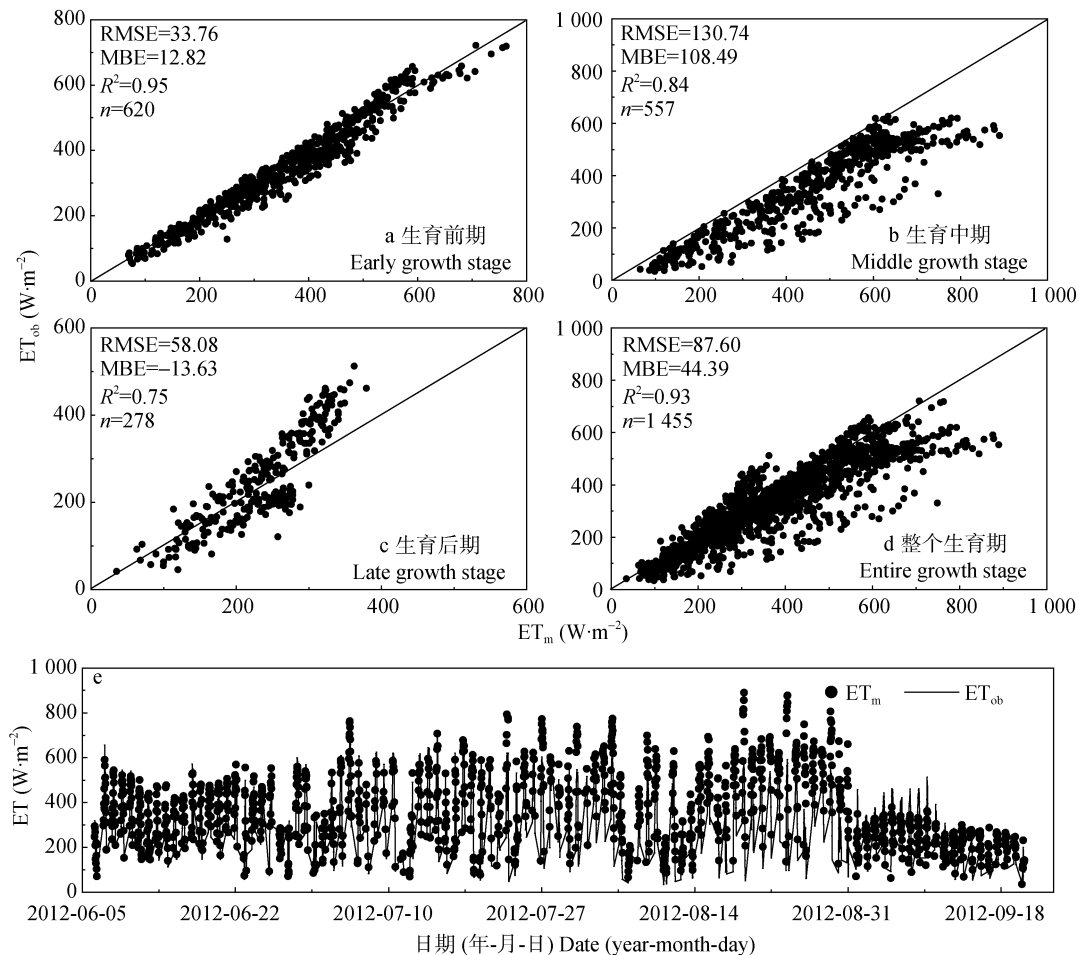 800
600
400
200
0
0
200
400
600
800
RMSE=33.76
MBE=12.82
R²=0.95
n=620
a 生育前期
Early growth stage
1 000
800
600
400
200
0
0
200
400
600
800
1 000
RMSE=130.74
MBE=108.49
R²=0.84
n=557
b 生育中期
Middle growth stage
ET_ob (W·m⁻²)
600
400
200
0
0
200
400
600
RMSE=58.08
MBE=−13.63
R²=0.75
n=278
c 生育后期
Late growth stage
1 000
800
600
400
200
0
0
200
400
600
800
1 000
RMSE=87.60
MBE=44.39
R²=0.93
n=1 455
d 整个生育期
Entire growth stage
ET_m (W·m⁻²)
e
ET_m
ET_ob
ET (W·m⁻²)
1 000
800
600
400
200
0
2012-06-05
2012-06-22
2012-07-10
2012-07-27
2012-08-14
2012-08-31
2012-09-18
日期 (年-月-日) Date (year-month-day)